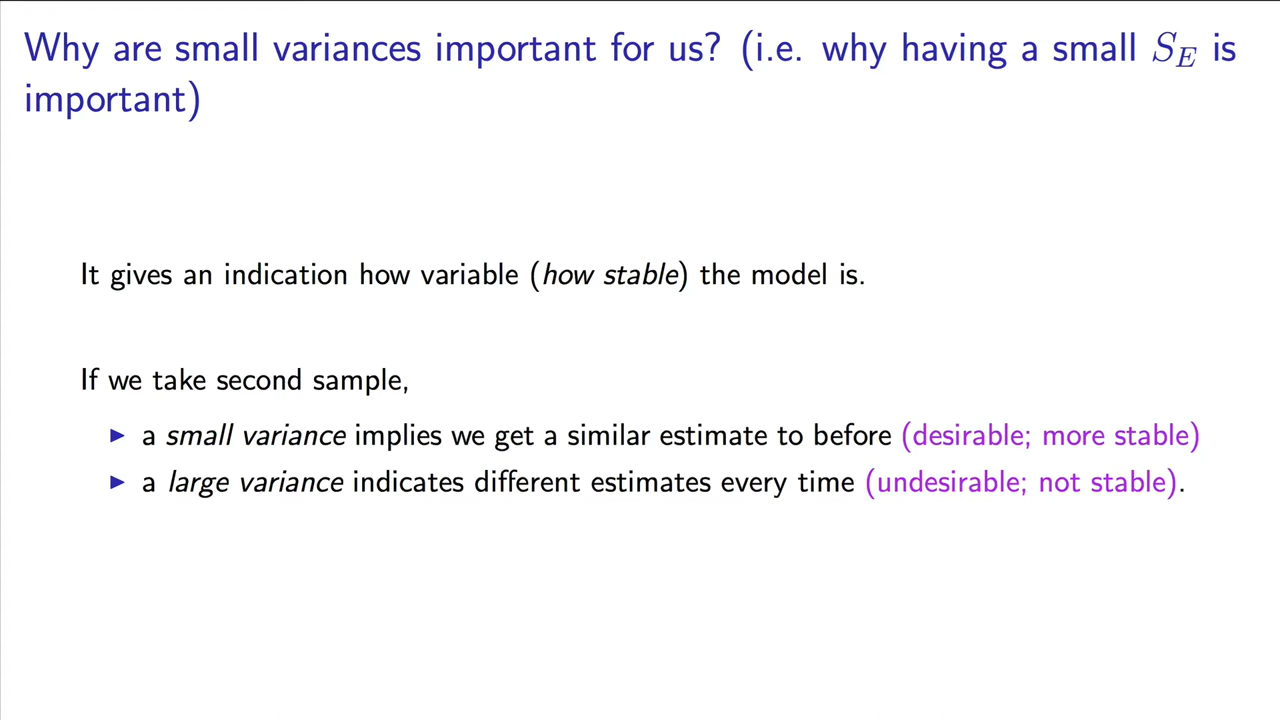 Why are small variances important for us? (i.e. why having a small S_E is
important)
It gives an indication how variable (how stable) the model is.
If we take second sample,
▶ a small variance implies we get a similar estimate to before (desirable; more stable)
▶ a large variance indicates different estimates every time (undesirable; not stable).